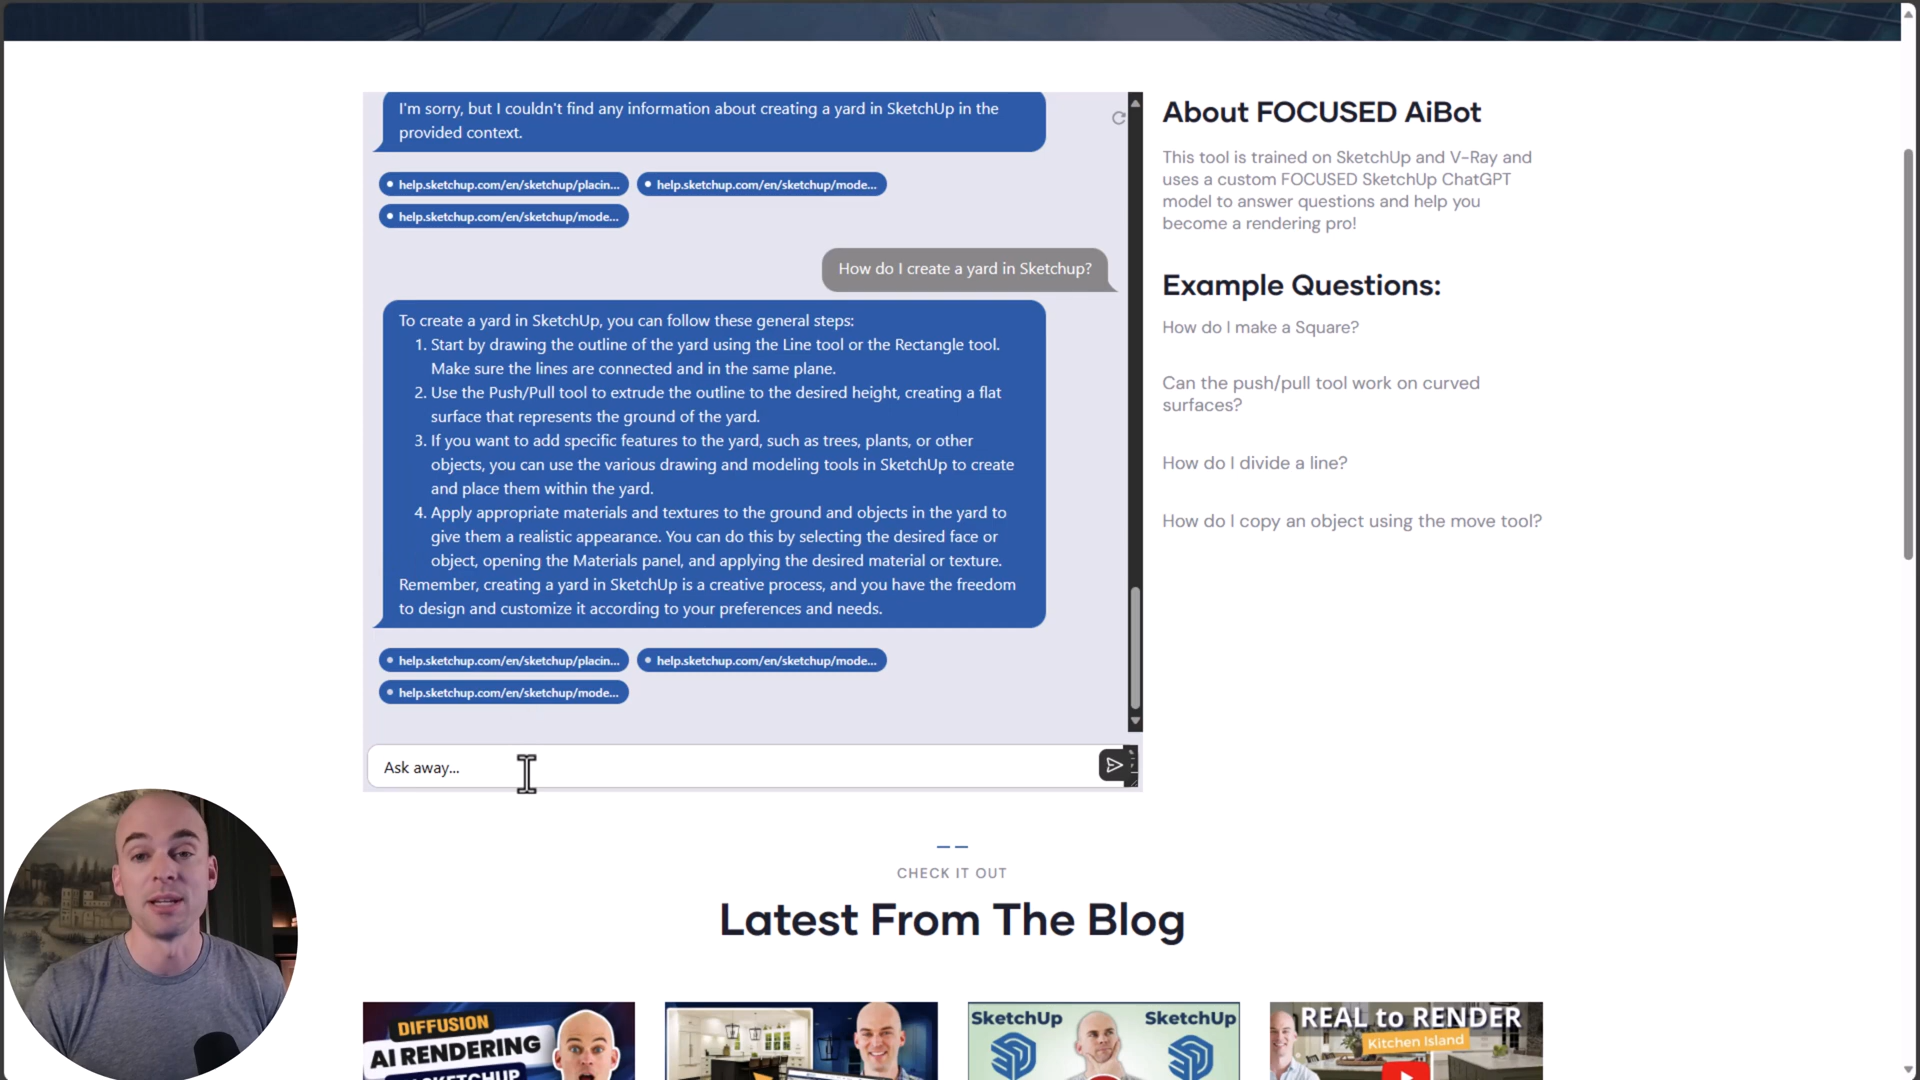 I'm sorry, but I couldn't find any information about creating a yard in SketchUp in the
provided context.
help.sketchup.com/en/sketchup/placin...
help.sketchup.com/en/sketchup/mode...
help.sketchup.com/en/sketchup/mode...
How do I create a yard in Sketchup?
To create a yard in SketchUp, you can follow these general steps:
1. Start by drawing the outline of the yard using the Line tool or the Rectangle tool.
Make sure the lines are connected and in the same plane.
2. Use the Push/Pull tool to extrude the outline to the desired height, creating a flat
surface that represents the ground of the yard.
3. If you want to add specific features to the yard, such as trees, plants, or other
objects, you can use the various drawing and modeling tools in SketchUp to create
and place them within the yard.
4. Apply appropriate materials and textures to the ground and objects in the yard to
give them a realistic appearance. You can do this by selecting the desired face or
object, opening the Materials panel, and applying the desired material or texture.
Remember, creating a yard in SketchUp is a creative process, and you have the freedom
to design and customize it according to your preferences and needs.
help.sketchup.com/en/sketchup/placin...
help.sketchup.com/en/sketchup/mode...
help.sketchup.com/en/sketchup/mode...
Ask away...
About FOCUSED AiBot
This tool is trained on SketchUp and V-Ray and
uses a custom FOCUSED SketchUp ChatGPT
model to answer questions and help you
become a rendering pro!
Example Questions:
How do I make a Square?
Can the push/pull tool work on curved
surfaces?
How do I divide a line?
How do I copy an object using the move tool?
CHECK IT OUT
Latest From The Blog
DIFFUSION
AI RENDERING
SKETCHUP
SketchUp
SketchUp
REAL to RENDER
Kitchen Island